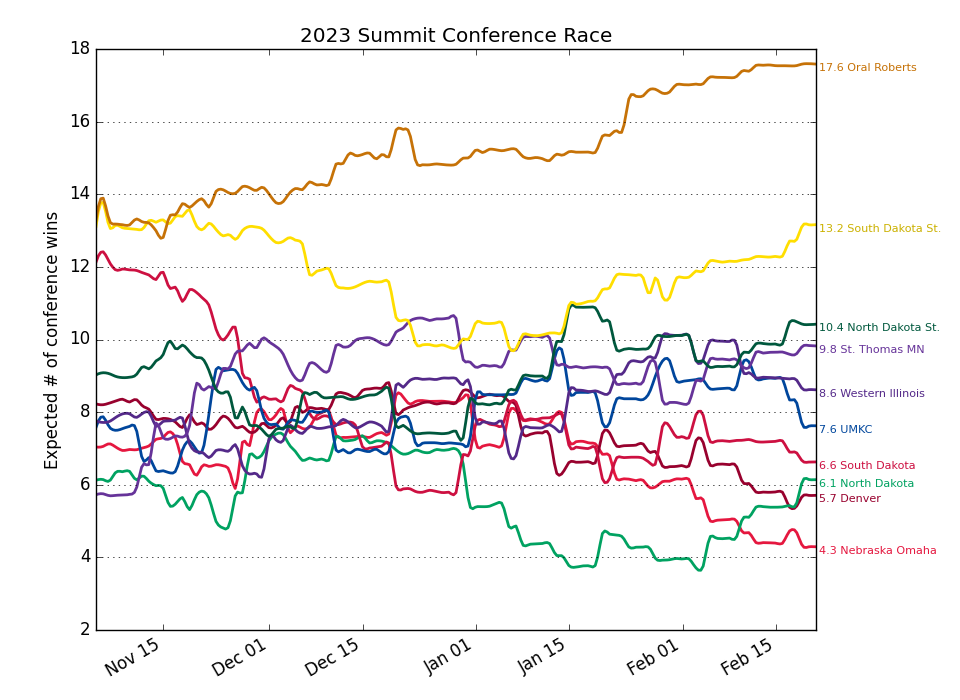 2023 Summit Conference Race
Expected # of conference wins
18
16
14
12
10
8
6
4
2
17.6 Oral Roberts
13.2 South Dakota St.
10.4 North Dakota St.
9.8 St. Thomas MN
8.6 Western Illinois
7.6 UMKC
6.6 South Dakota
6.1 North Dakota
5.7 Denver
4.3 Nebraska Omaha
Nov 15
Dec 01
Dec 15
Jan 01
Jan 15
Feb 01
Feb 15